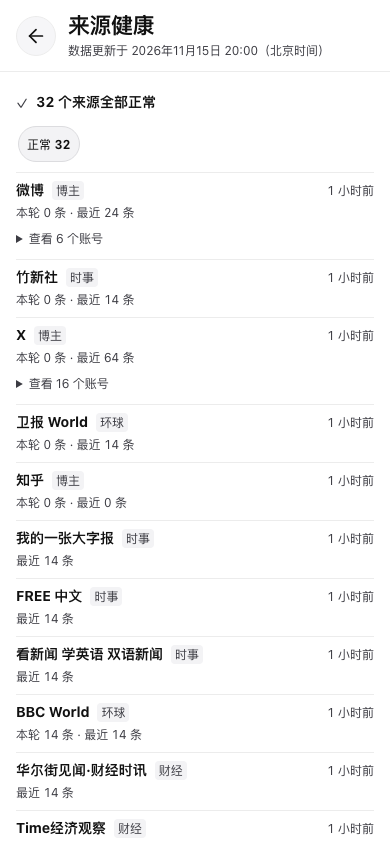 来源健康
数据更新于 2026年11月15日 20:00（北京时间）
✓ 32 个来源全部正常
正常 32
微博 博主 1 小时前
本轮 0 条 · 最近 24 条
▶ 查看 6 个账号
竹新社 时事 1 小时前
本轮 0 条 · 最近 14 条
X 博主 1 小时前
本轮 0 条 · 最近 64 条
▶ 查看 16 个账号
卫报 World 环球 1 小时前
本轮 0 条 · 最近 14 条
知乎 博主 1 小时前
本轮 0 条 · 最近 0 条
我的一张大字报 时事 1 小时前
最近 14 条
FREE 中文 时事 1 小时前
最近 14 条
看新闻 学英语 双语新闻 时事 1 小时前
最近 14 条
BBC World 环球 1 小时前
本轮 14 条 · 最近 14 条
华尔街见闻·财经时讯 财经 1 小时前
最近 14 条
Time经济观察 财经 1 小时前